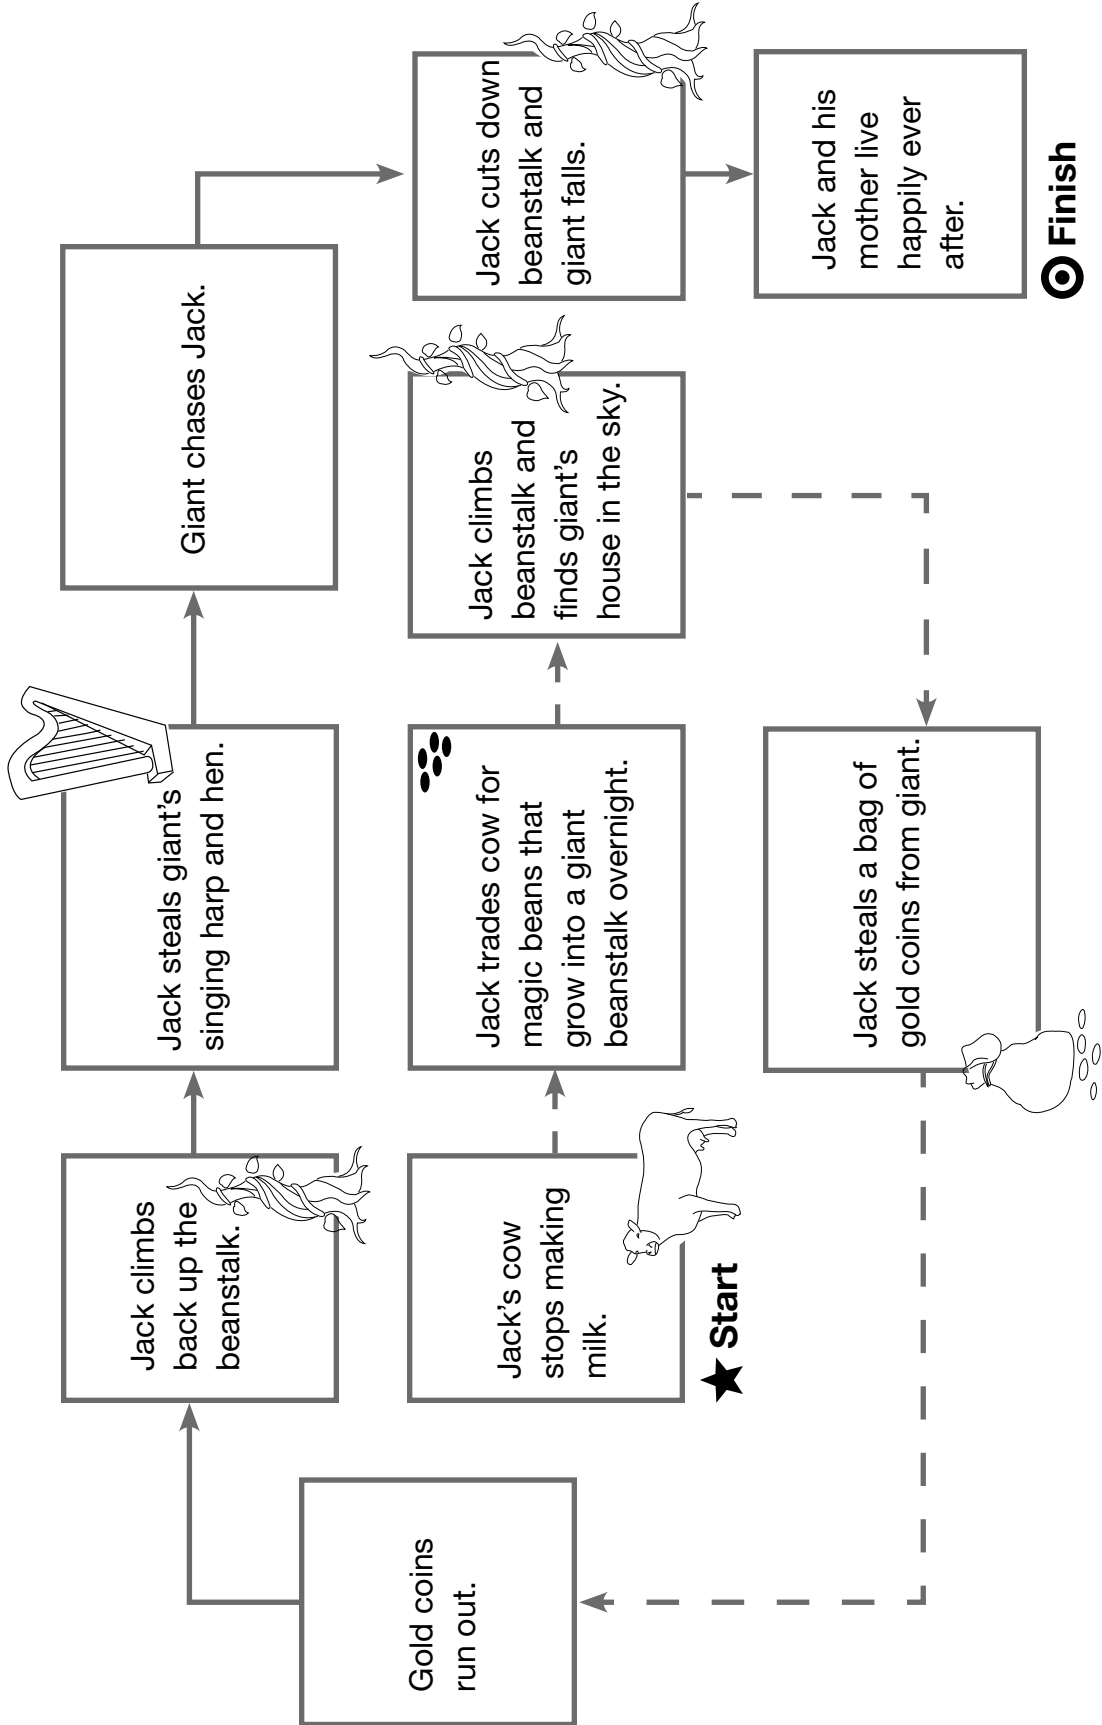 Jack's cow
stops making
milk.
Start
Jack trades cow for
magic beans that
grow into a giant
beanstalk overnight.
Jack climbs
beanstalk and
finds giant's
house in the sky.
Jack steals a bag of
gold coins from giant.
Gold coins
run out.
Jack climbs
back up the
beanstalk.
Jack steals giant's
singing harp and hen.
Giant chases Jack.
Jack cuts down
beanstalk and
giant falls.
Jack and his
mother live
happily ever
after.
Finish